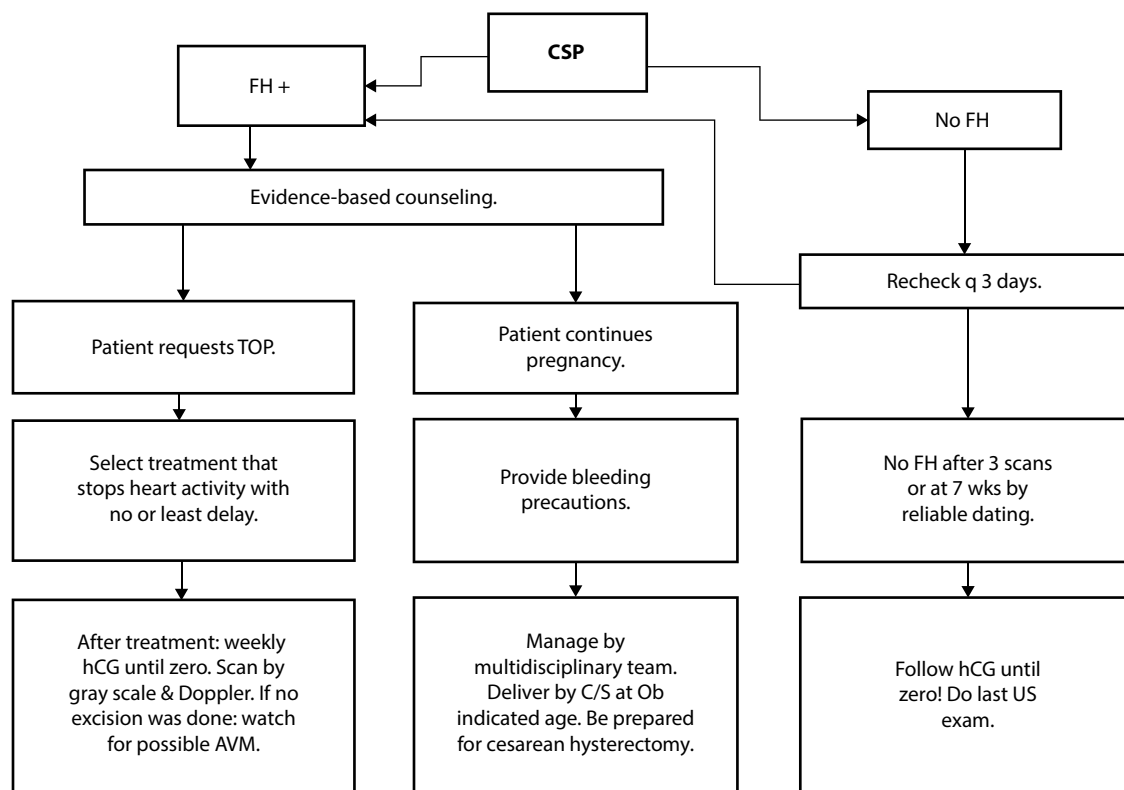 CSP
FH +
No FH
Evidence-based counseling.
Recheck q 3 days.
Patient requests TOP.
Patient continues
pregnancy.
Select treatment that
stops heart activity with
no or least delay.
Provide bleeding
precautions.
No FH after 3 scans
or at 7 wks by
reliable dating.
After treatment: weekly
hCG until zero. Scan by
gray scale & Doppler. If no
excision was done: watch
for possible AVM.
Manage by
multidisciplinary team.
Deliver by C/S at Ob
indicated age. Be prepared
for cesarean hysterectomy.
Follow hCG until
zero! Do last US
exam.